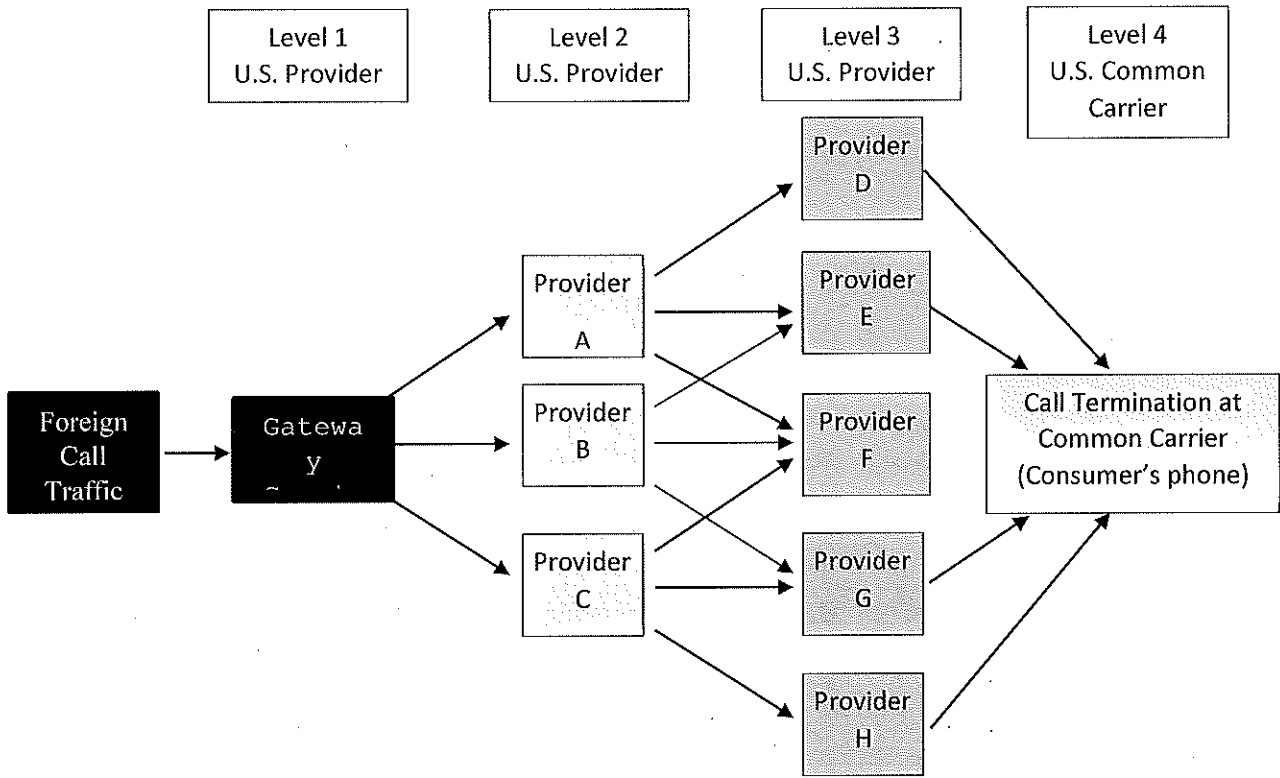 Level 1
U.S. Provider
Level 2
U.S. Provider
Level 3
U.S. Provider
Level 4
U.S. Common
Carrier
Provider
D
Provider
A
Provider
E
Foreign
Call
Traffic
Gatewa
y
Provider
B
Provider
F
Call Termination at
Common Carrier
(Consumer's phone)
Provider
C
Provider
G
Provider
H